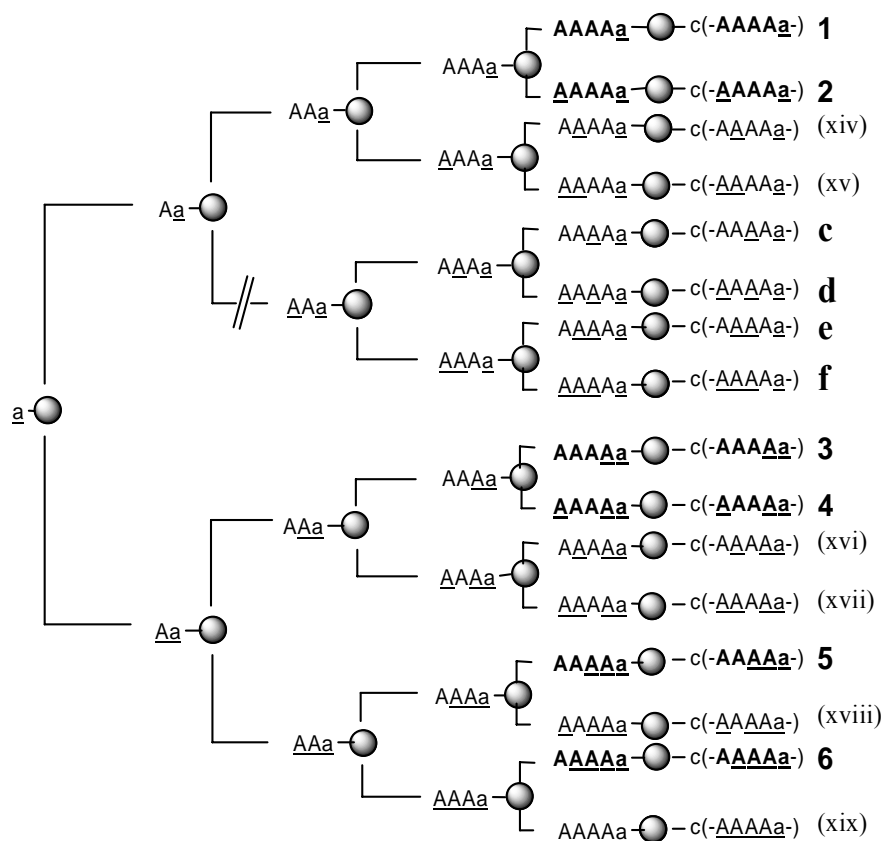 AAAAa c(-AAAAa-) 1
AAAa
AAAAa c(-AAAAa-) 2
AAa
AAAAa c(-AAAAa-) (xiv)
AAAa
AAAAa c(-AAAAa-) (xv)
Aa
AAAAa c(-AAAAa-) c
AAAa
AAAAa c(-AAAAa-) d
AAa
AAAAa c(-AAAAa-) e
AAAa
AAAAa c(-AAAAa-) f
a
AAAAa c(-AAAAa-) 3
AAAa
AAAAa c(-AAAAa-) 4
AAa
AAAAa c(-AAAAa-) (xvi)
AAAa
AAAAa c(-AAAAa-) (xvii)
Aa
AAAAa c(-AAAAa-) 5
AAAa
AAAAa c(-AAAAa-) (xviii)
AAa
AAAAa c(-AAAAa-) 6
AAAa
AAAAa c(-AAAAa-) (xix)